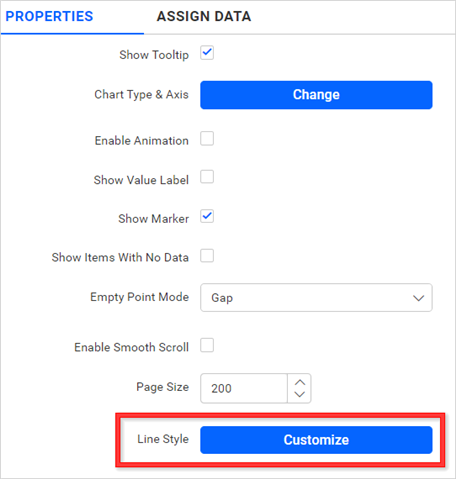 PROPERTIES ASSIGN DATA
Show Tooltip
Chart Type & Axis Change
Enable Animation
Show Value Label
Show Marker
Show Items With No Data
Empty Point Mode Gap
Enable Smooth Scroll
Page Size 200
Line Style Customize